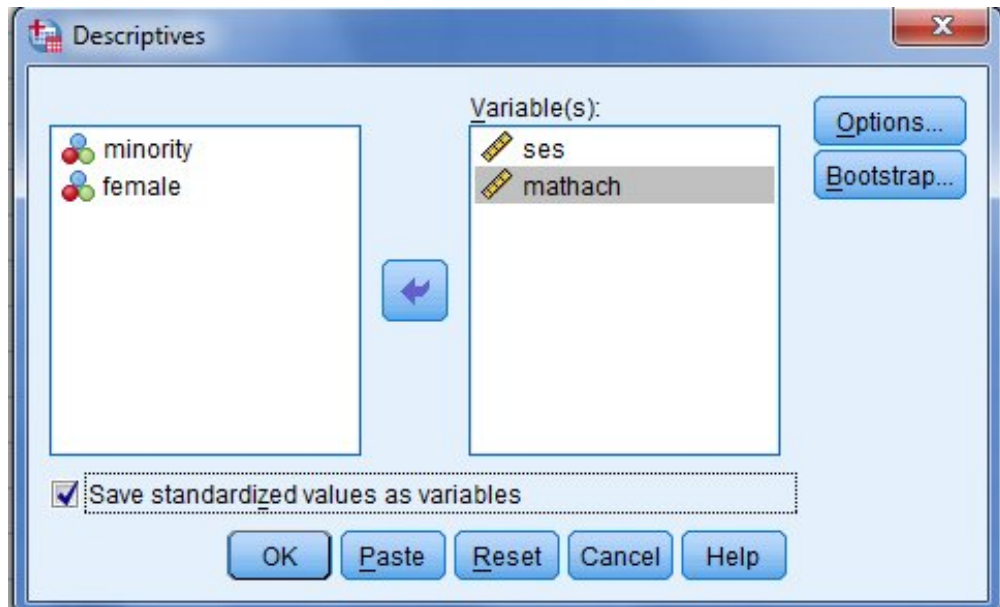 Descriptives
X
Variable(s):
minority
female
ses
mathach
Options...
Bootstrap...
Save standardized values as variables
OK Paste Reset Cancel Help